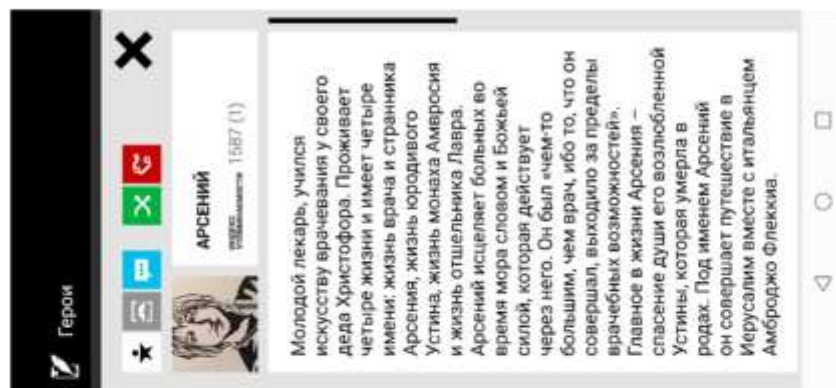 Герои
АРСЕНИЙ
ИНДЕКС
УПОМИНАЕМОСТИ 1587 (1)
Молодой лекарь, учился
искусству врачевания у своего
деда Христофора. Проживает
четыре жизни и имеет четыре
имени: жизнь врача и странника
Арсения, жизнь юродивого
Устина, жизнь монаха Амвросия
и жизнь отшельника Лавра.
Арсений исцеляет больных во
время мора словом и Божьей
силой, которая действует
через него. Он был «чем-то
большим, чем врач, ибо то, что он
совершал, выходило за пределы
врачебных возможностей».
Главное в жизни Арсения –
спасение души его возлюбленной
Устины, которая умерла в
родах. Под именем Арсений
он совершает путешествие в
Иерусалим вместе с итальянцем
Амброджо Флеккиа.